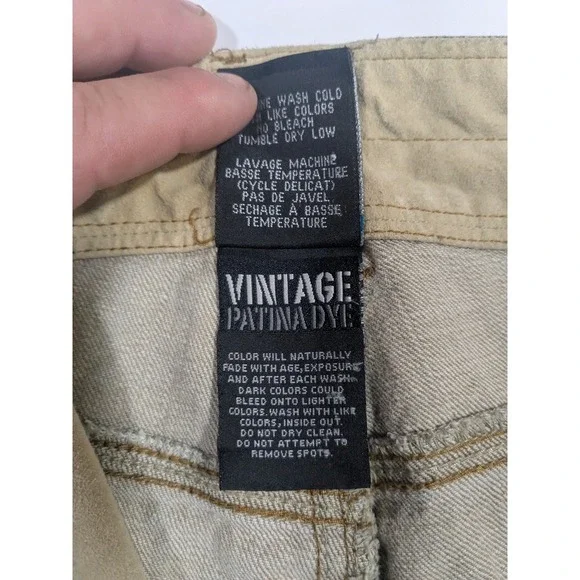 WASH COLD
LIKE COLORS
NO BLEACH
TUMBLE DRY LOW
LAVAGE MACHINE
BASSE TEMPERATURE
(CYCLE DELICAT)
PAS DE JAVEL
SECHAGE À BASSE
TEMPERATURE
VINTAGE
PATINA DYE
COLOR WILL NATURALLY
FADE WITH AGE, EXPOSURE
AND AFTER EACH WASH.
DARK COLORS COULD
BLEED ONTO LIGHTER
COLORS. WASH WITH LIKE
COLORS, INSIDE OUT.
DO NOT DRY CLEAN.
DO NOT ATTEMPT TO
REMOVE SPOTS.